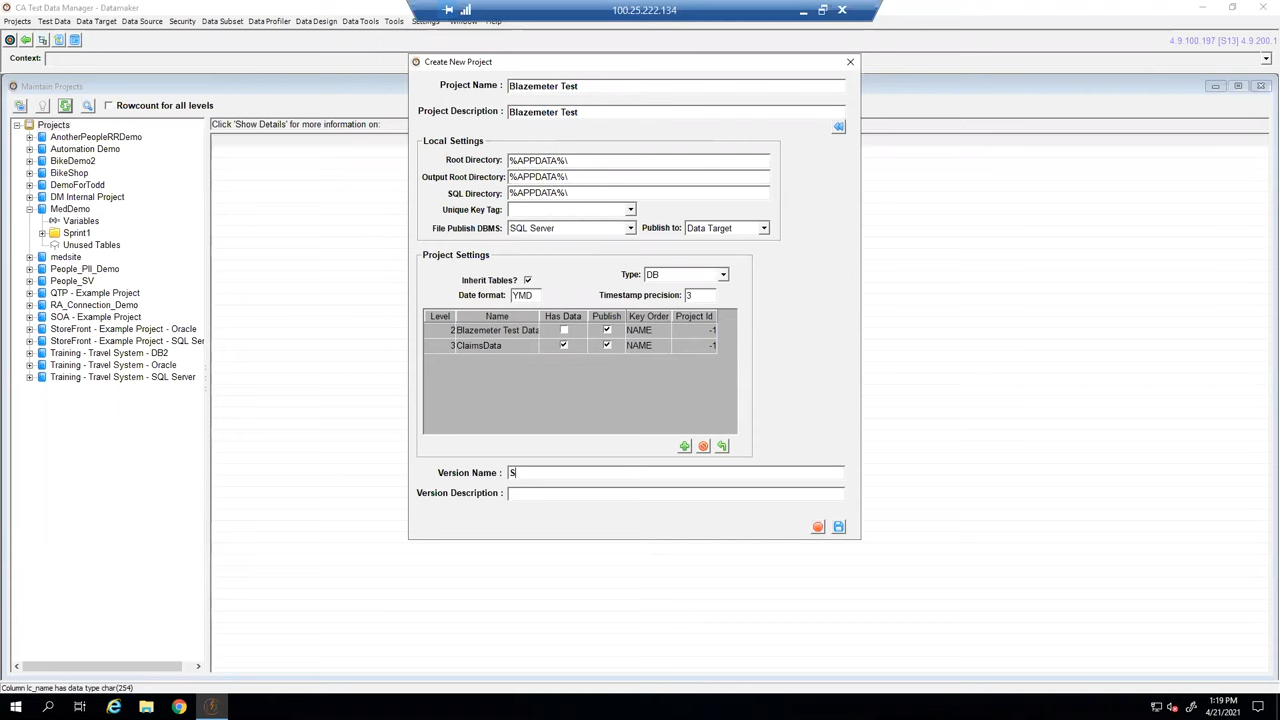 CA Test Data Manager - Datamaker
100.25.222.134
Projects Test Data Data Target Data Source Security Data Subset Data Profiler Data Design Data Tools Tools Settings Window Help
4.9.100.197 [S13] 4.9.200.1
Context:
Maintain Projects
Rowcount for all levels
Click 'Show Details' for more information on:
Projects
AnotherPeopleRRDemo
Automation Demo
BikeDemo2
BikeShop
DemoForTodd
DM Internal Project
MedDemo
Variables
Sprint1
Unused Tables
medsite
People_PII_Demo
People_SV
QTP - Example Project
RA_Connection_Demo
SOA - Example Project
StoreFront - Example Project - Oracle
StoreFront - Example Project - SQL Ser
Training - Travel System - DB2
Training - Travel System - Oracle
Training - Travel System - SQL Server
Create New Project
Project Name : Blazemeter Test
Project Description : Blazemeter Test
Local Settings
Root Directory: %APPDATA%\
Output Root Directory: %APPDATA%\
SQL Directory: %APPDATA%\
Unique Key Tag:
File Publish DBMS: SQL Server Publish to: Data Target
Project Settings
Inherit Tables? Type: DB
Date format: YMD Timestamp precision: 3
Level Name Has Data Publish Key Order Project Id
2 Blazemeter Test Data NAME -1
3 ClaimsData NAME -1
Version Name : S
Version Description :
Column lc_name has data type char(254)
1:19 PM
4/21/2021